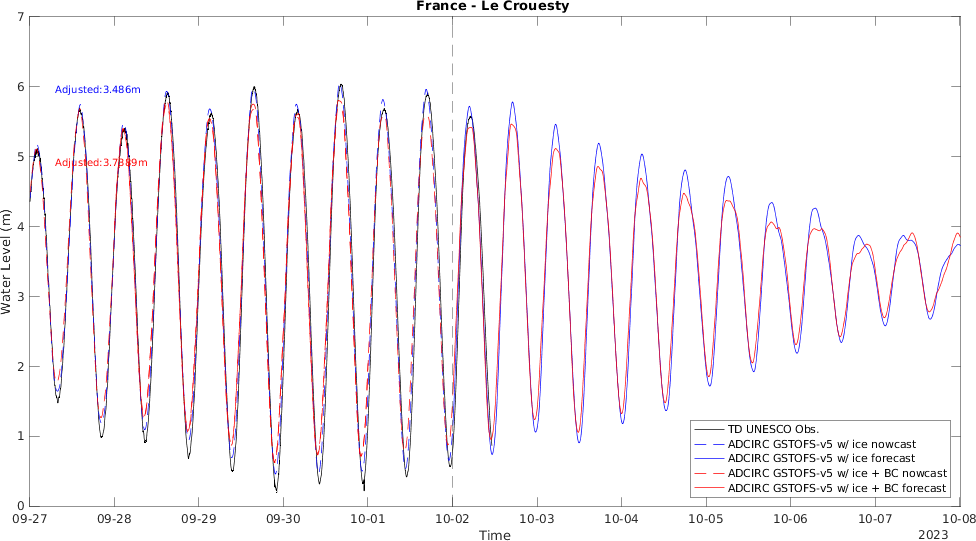 France - Le Crouesty
7
6
5
4
3
2
1
0
Water Level (m)
Adjusted:3.486m
Adjusted:3.7389m
TD UNESCO Obs.
ADCIRC GSTOFS-v5 w/ ice nowcast
ADCIRC GSTOFS-v5 w/ ice forecast
ADCIRC GSTOFS-v5 w/ ice + BC nowcast
ADCIRC GSTOFS-v5 w/ ice + BC forecast
09-27 09-28 09-29 09-30 10-01 10-02 10-03 10-04 10-05 10-06 10-07 10-08
Time
2023